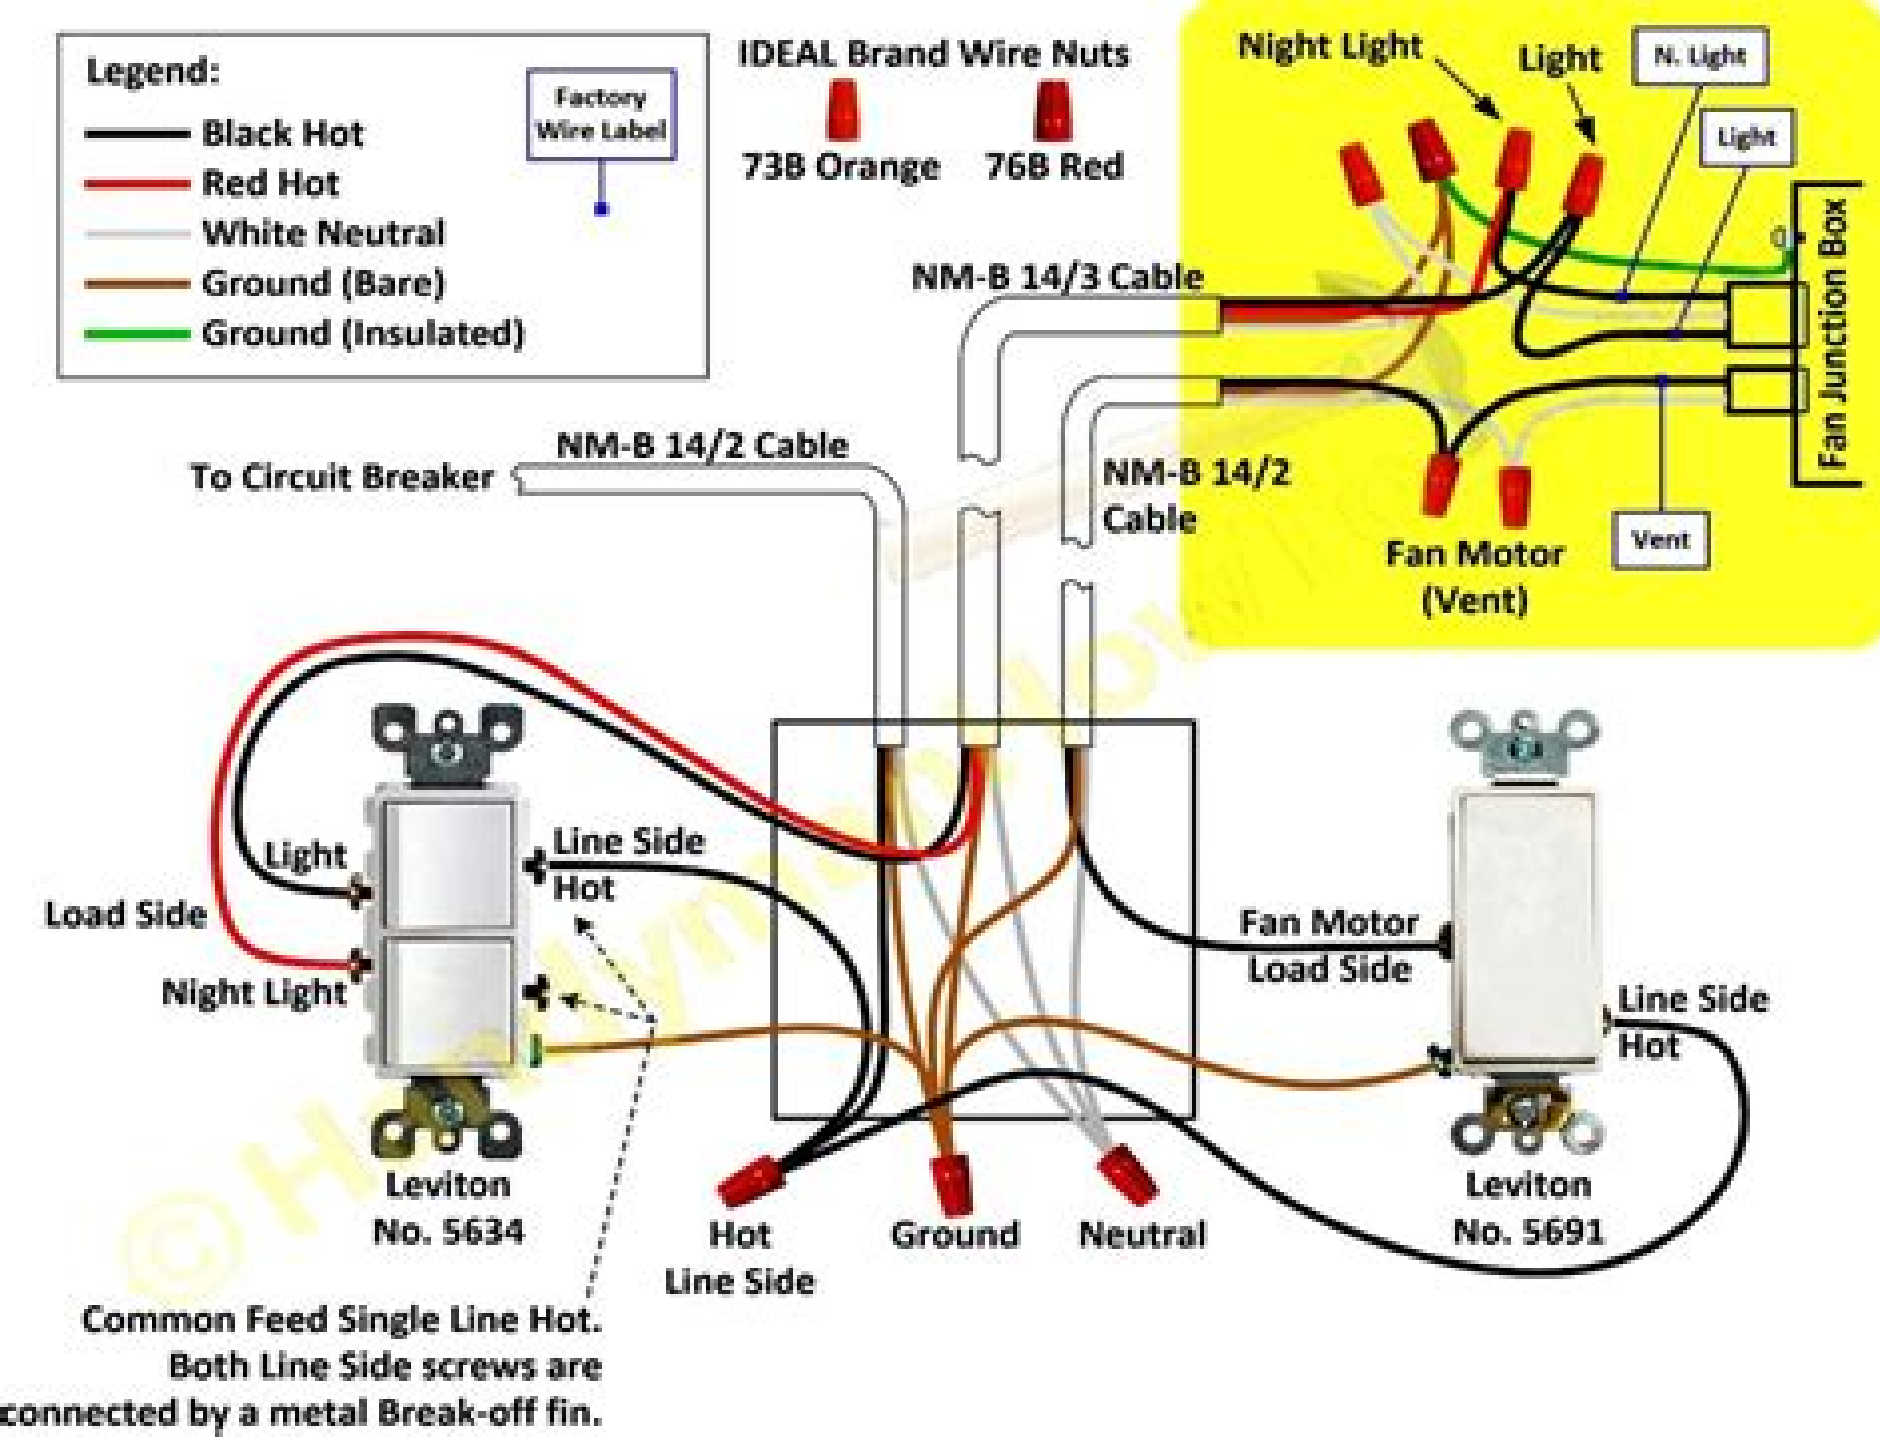 Legend:
Factory
Wire Label
Black Hot
Red Hot
White Neutral
Ground (Bare)
Ground (Insulated)
IDEAL Brand Wire Nuts
73B Orange
76B Red
Night Light
Light
N. Light
Light
Fan Junction Box
NM-B 14/3 Cable
NM-B 14/2 Cable
To Circuit Breaker
NM-B 14/2
Cable
Fan Motor
(Vent)
Vent
Light
Load Side
Night Light
Line Side
Hot
Fan Motor
Load Side
Line Side
Hot
Leviton
No. 5634
Hot
Line Side
Ground
Neutral
Leviton
No. 5691
Common Feed Single Line Hot.
Both Line Side screws are
connected by a metal Break-off fin.